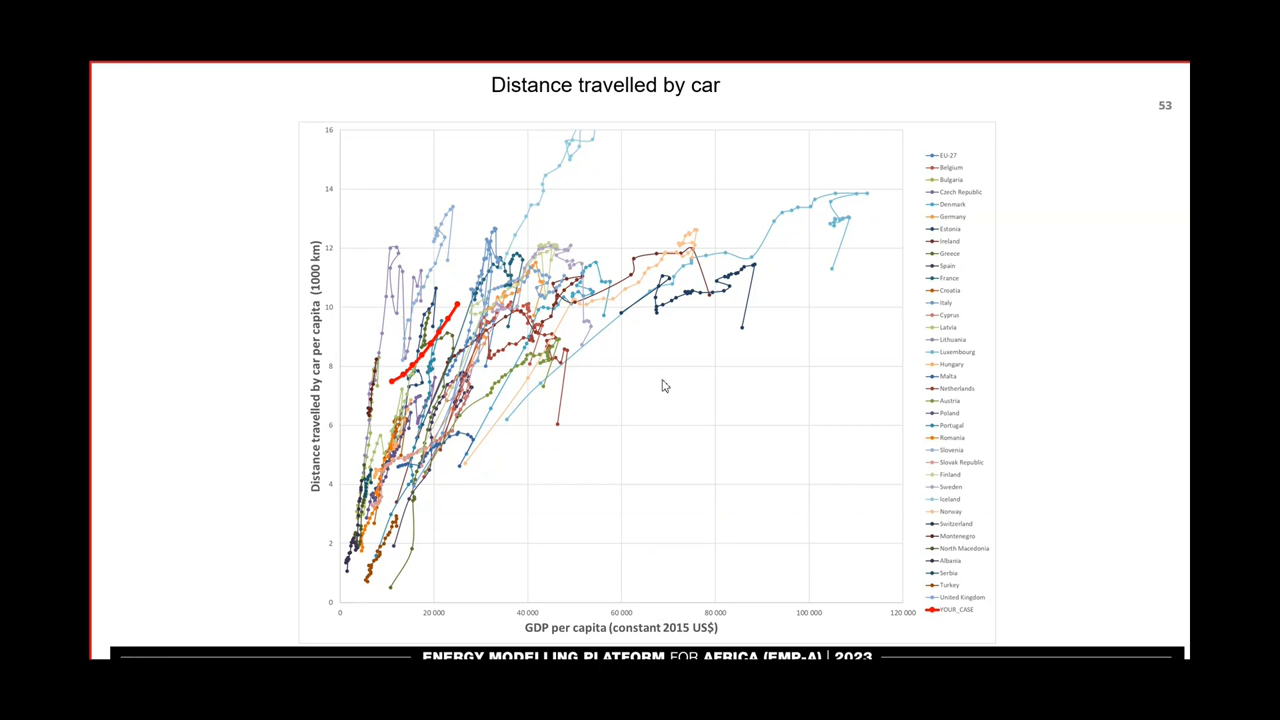 Distance travelled by car
53
16
14
12
10
8
6
4
2
0
Distance travelled by car per capita (1000 km)
0
20 000
40 000
60 000
80 000
100 000
120 000
GDP per capita (constant 2015 US$)
EU-27
Belgium
Bulgaria
Czech Republic
Denmark
Germany
Estonia
Ireland
Greece
Spain
France
Croatia
Italy
Cyprus
Latvia
Lithuania
Luxembourg
Hungary
Malta
Netherlands
Austria
Poland
Portugal
Romania
Slovenia
Slovak Republic
Finland
Sweden
Iceland
Norway
Switzerland
Montenegro
North Macedonia
Albania
Serbia
Turkey
United Kingdom
YOUR_CASE
ENERGY MODELLING PLATFORM FOR AFRICA (EMP-A) | 2023